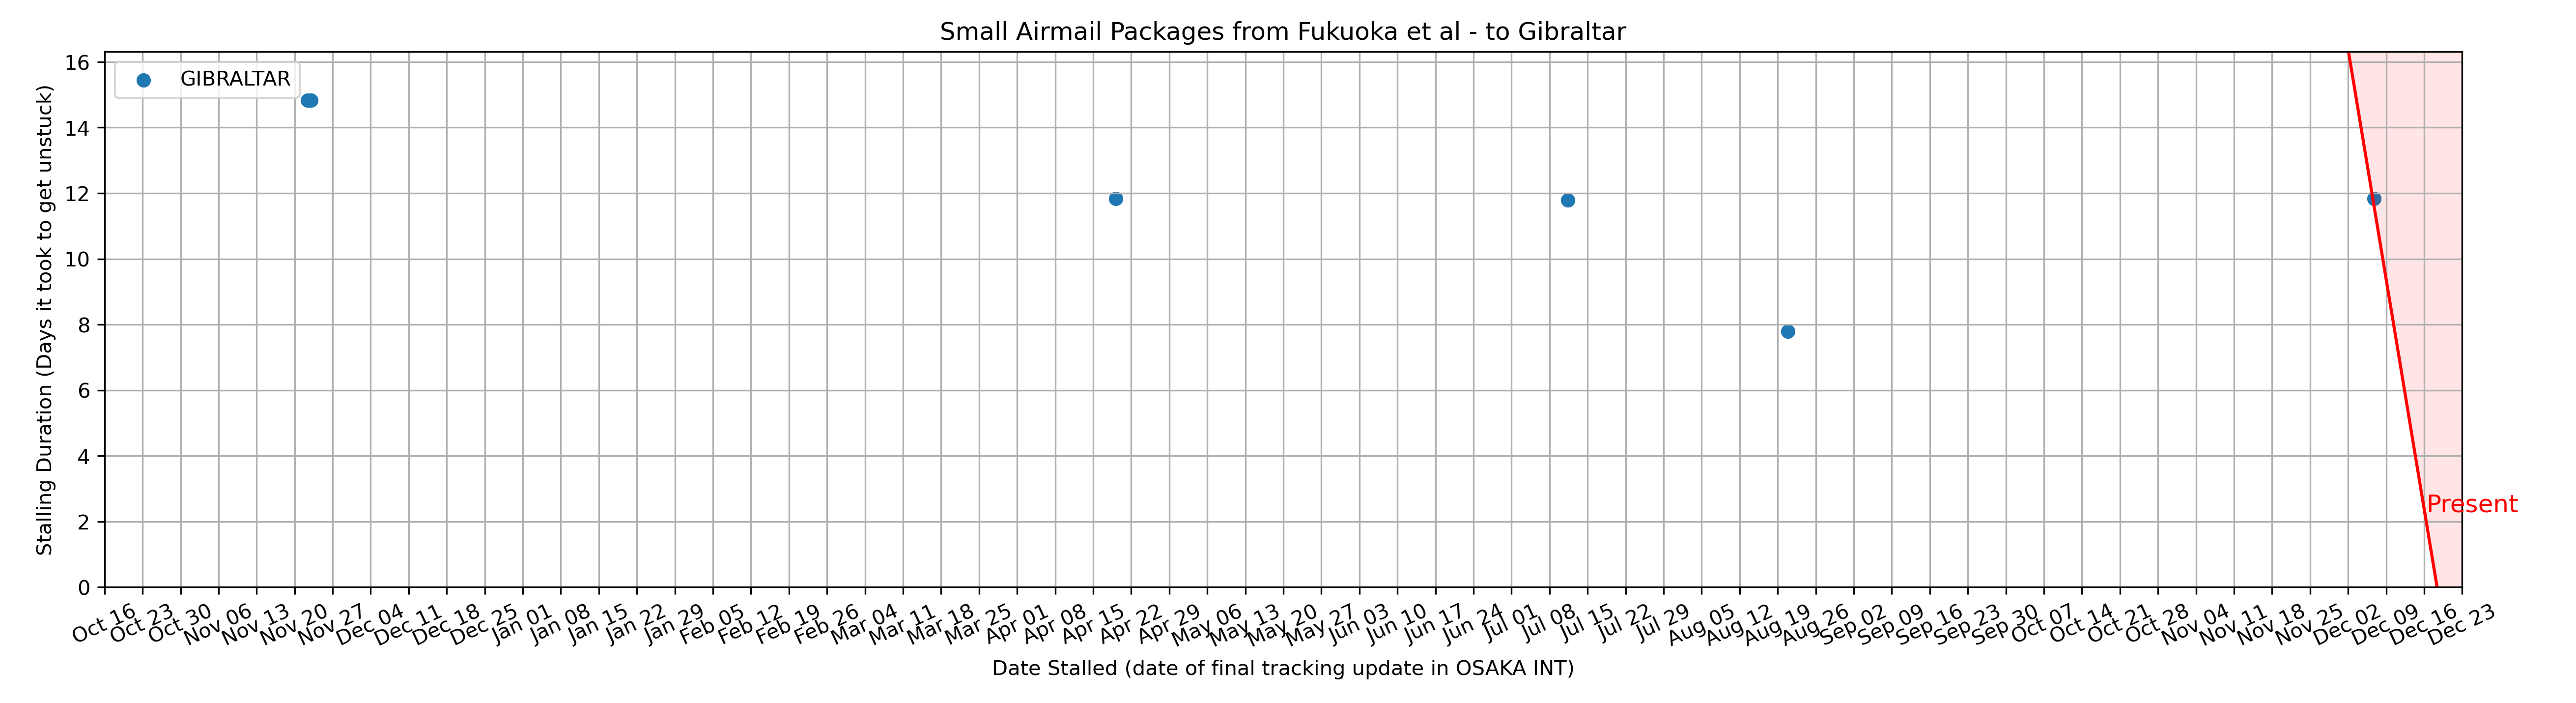 Small Airmail Packages from Fukuoka et al - to Gibraltar
GIBRALTAR
Stalling Duration (Days it took to get unstuck)
16
14
12
10
8
6
4
2
0
Present
Oct 16
Oct 23
Oct 30
Nov 06
Nov 13
Nov 20
Nov 27
Dec 04
Dec 11
Dec 18
Dec 25
Jan 01
Jan 08
Jan 15
Jan 22
Jan 29
Feb 05
Feb 12
Feb 19
Feb 26
Mar 04
Mar 11
Mar 18
Mar 25
Apr 01
Apr 08
Apr 15
Apr 22
Apr 29
May 06
May 13
May 20
May 27
Jun 03
Jun 10
Jun 17
Jun 24
Jul 01
Jul 08
Jul 15
Jul 22
Jul 29
Aug 05
Aug 12
Aug 19
Aug 26
Sep 02
Sep 09
Sep 16
Sep 23
Sep 30
Oct 07
Oct 14
Oct 21
Oct 28
Nov 04
Nov 11
Nov 18
Nov 25
Dec 02
Dec 09
Dec 16
Dec 23
Date Stalled (date of final tracking update in OSAKA INT)